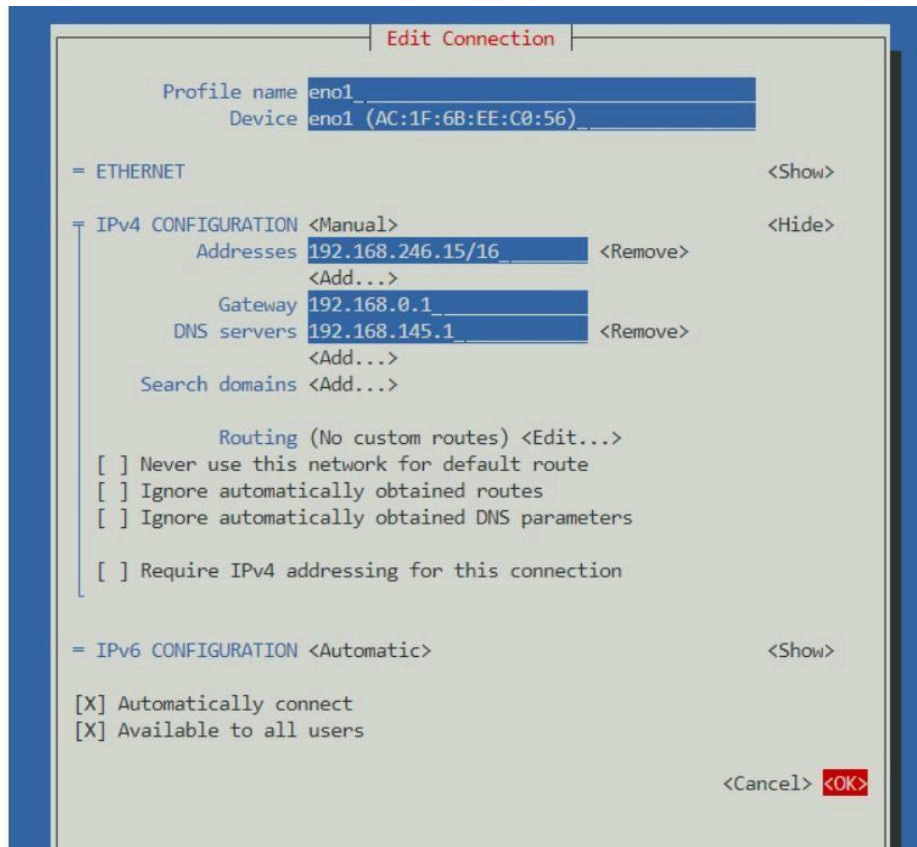 Edit Connection
Profile name eno1
Device eno1 (AC:1F:6B:EE:C0:56)
= ETHERNET <Show>
IPv4 CONFIGURATION <Manual> <Hide>
Addresses 192.168.246.15/16 <Remove>
<Add...>
Gateway 192.168.0.1
DNS servers 192.168.145.1 <Remove>
<Add...>
Search domains <Add...>
Routing (No custom routes) <Edit...>
[ ] Never use this network for default route
[ ] Ignore automatically obtained routes
[ ] Ignore automatically obtained DNS parameters
[ ] Require IPv4 addressing for this connection
= IPv6 CONFIGURATION <Automatic> <Show>
[X] Automatically connect
[X] Available to all users
<Cancel> <OK>